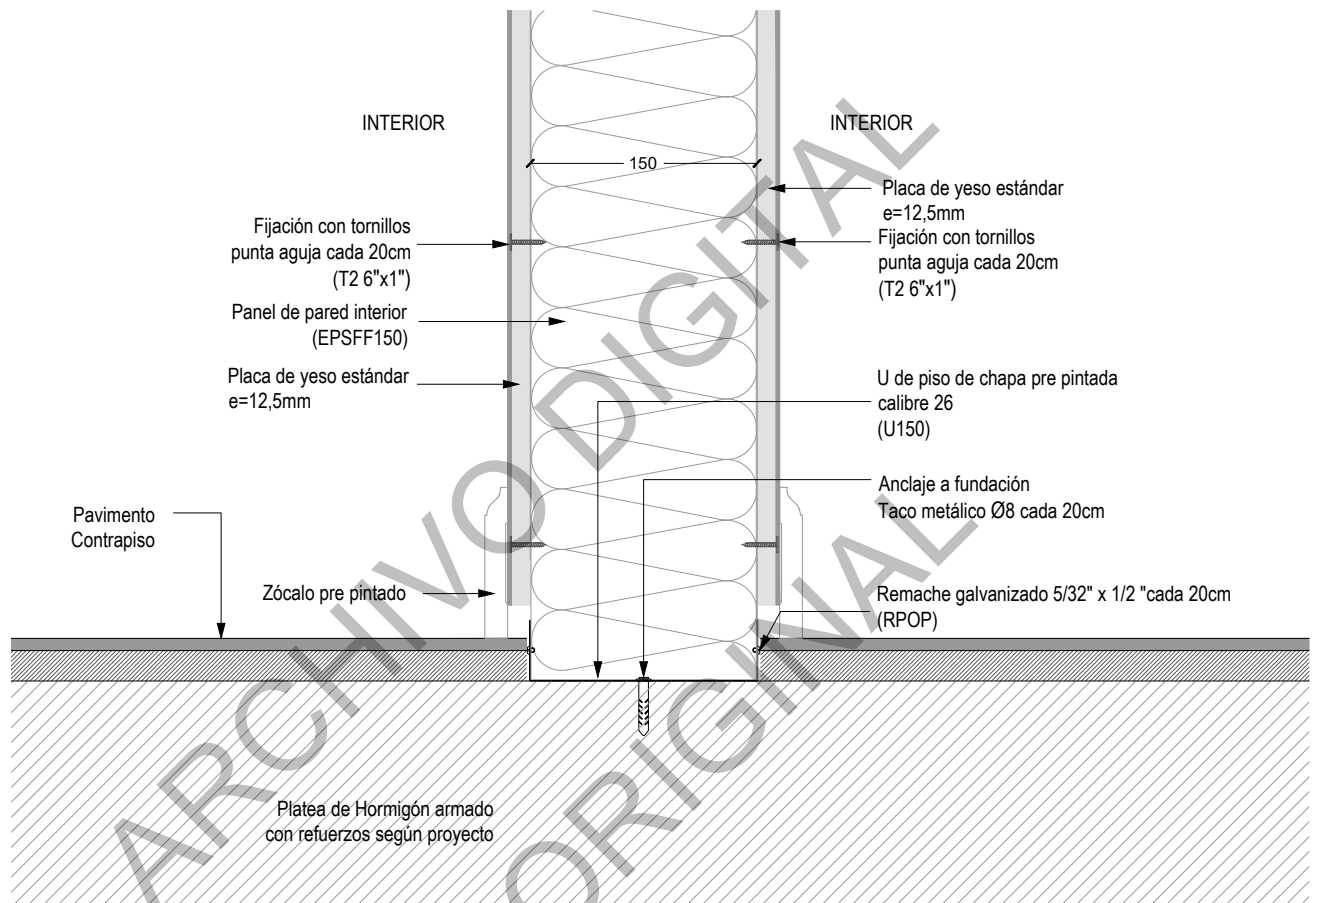 INTERIOR
INTERIOR
150
Placa de yeso estándar
e=12,5mm
Fijación con tornillos
punta aguja cada 20cm
(T2 6"x1")
Fijación con tornillos
punta aguja cada 20cm
(T2 6"x1")
Panel de pared interior
(EPSFF150)
Placa de yeso estándar
e=12,5mm
U de piso de chapa pre pintada
calibre 26
(U150)
Anclaje a fundación
Taco metálico Ø8 cada 20cm
Pavimento
Contrapiso
Zócalo pre pintado
Remache galvanizado 5/32" x 1/2 "cada 20cm
(RPOP)
Platea de Hormigón armado
con refuerzos según proyecto
ARCHIVO DIGITAL
ORIGINAL